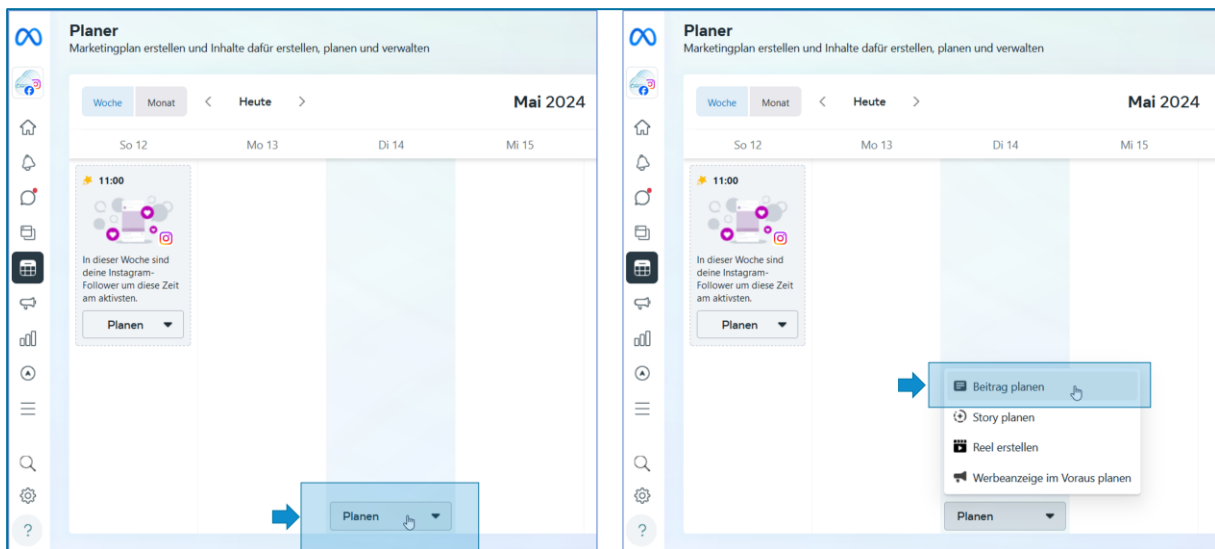 Planer
Marketingplan erstellen und Inhalte dafür erstellen, planen und verwalten
Woche Monat Heute Mai 2024
So 12 Mo 13 Di 14 Mi 15
11:00
In dieser Woche sind
deine Instagram-
Follower um diese Zeit
am aktivsten.
Planen
Planen
?
Planer
Marketingplan erstellen und Inhalte dafür erstellen, planen und verwalten
Woche Monat Heute Mai 2024
So 12 Mo 13 Di 14 Mi 15
11:00
In dieser Woche sind
deine Instagram-
Follower um diese Zeit
am aktivsten.
Planen
Beitrag planen
Story planen
Reel erstellen
Werbeanzeige im Voraus planen
Planen
?